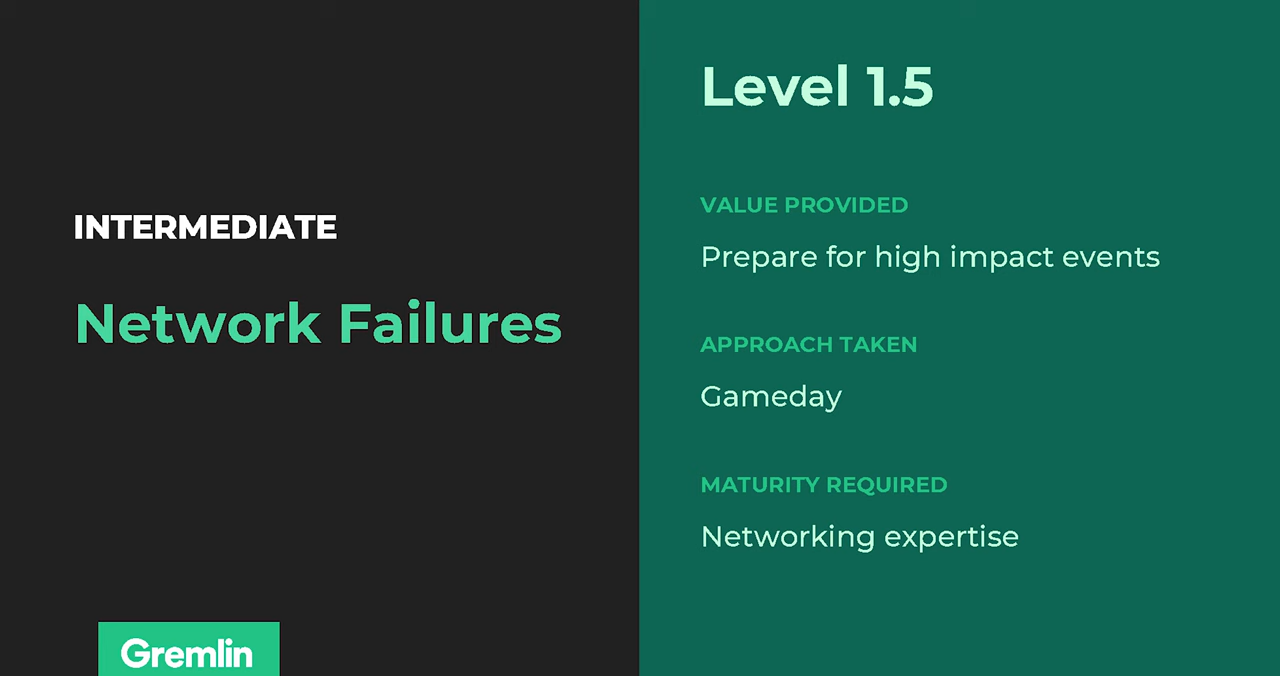 INTERMEDIATE
Network Failures
Gremlin
Level 1.5
VALUE PROVIDED
Prepare for high impact events
APPROACH TAKEN
Gameday
MATURITY REQUIRED
Networking expertise